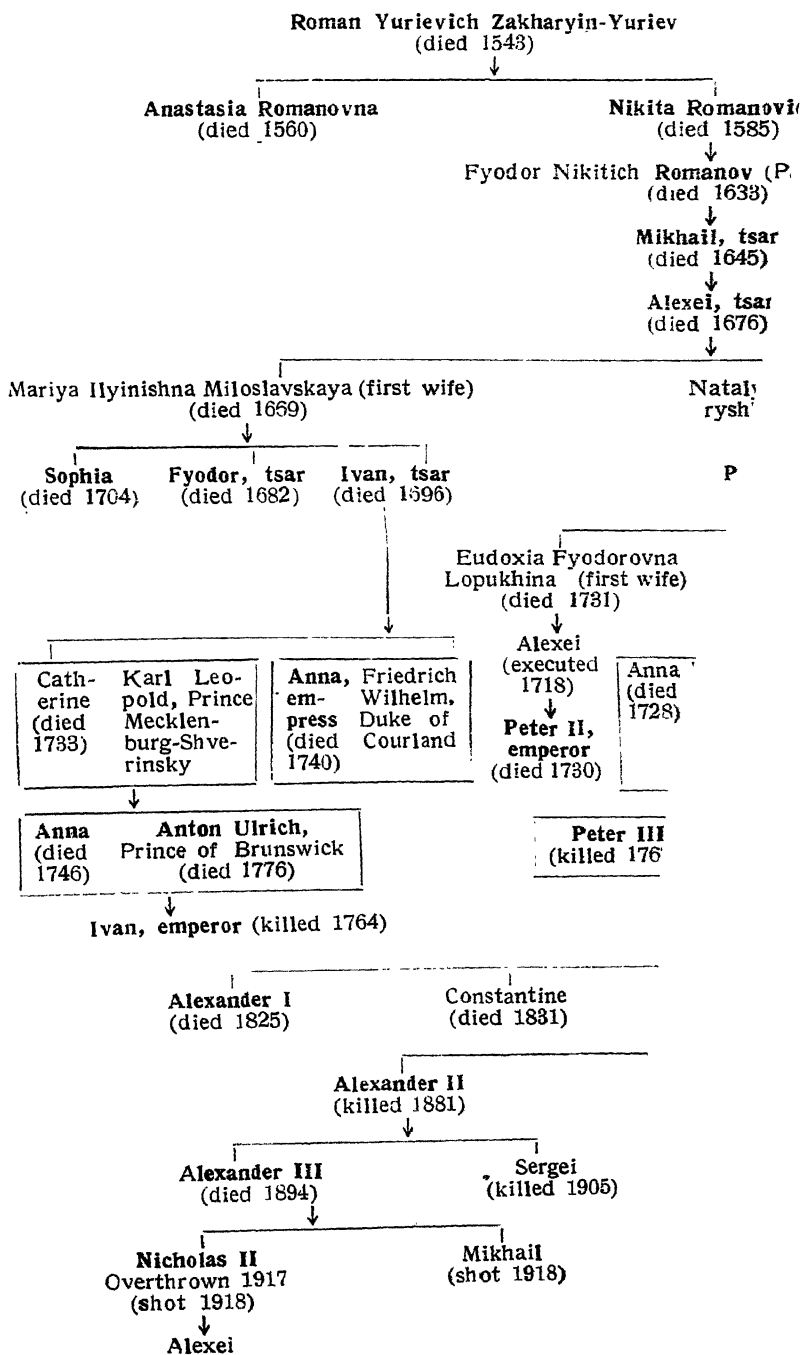 Roman Yurievich Zakharyin-Yuriev
(died 1543)
Anastasia Romanovna
(died 1560)
Nikita Romanovic
(died 1585)
Fyodor Nikitich Romanov (P
(died 1633)
Mikhail, tsar
(died 1645)
Alexei, tsar
(died 1676)
Mariya Ilyinishna Miloslavskaya (first wife)
(died 1669)
Nataly
rysh
Sophia
(died 1704)
Fyodor, tsar
(died 1682)
Ivan, tsar
(died 1696)
P
Eudoxia Fyodorovna
Lopukhina (first wife)
(died 1731)
Alexei
(executed
1718)
Peter II,
emperor
(died 1730)
Cath-
erine
(died
1733)
Karl Leo-
pold, Prince
Mecklen-
burg-Shve-
rinsky
Anna,
em-
press
(died
1740)
Friedrich
Wilhelm,
Duke of
Courland
Anna
(died
1728)
Anna
(died
1746)
Anton Ulrich,
Prince of Brunswick
(died 1776)
Peter III
(killed 176
Ivan, emperor (killed 1764)
Alexander I
(died 1825)
Constantine
(died 1831)
Alexander II
(killed 1881)
Alexander III
(died 1894)
Sergei
(killed 1905)
Nicholas II
Overthrown 1917
(shot 1918)
Mikhail
(shot 1918)
Alexei